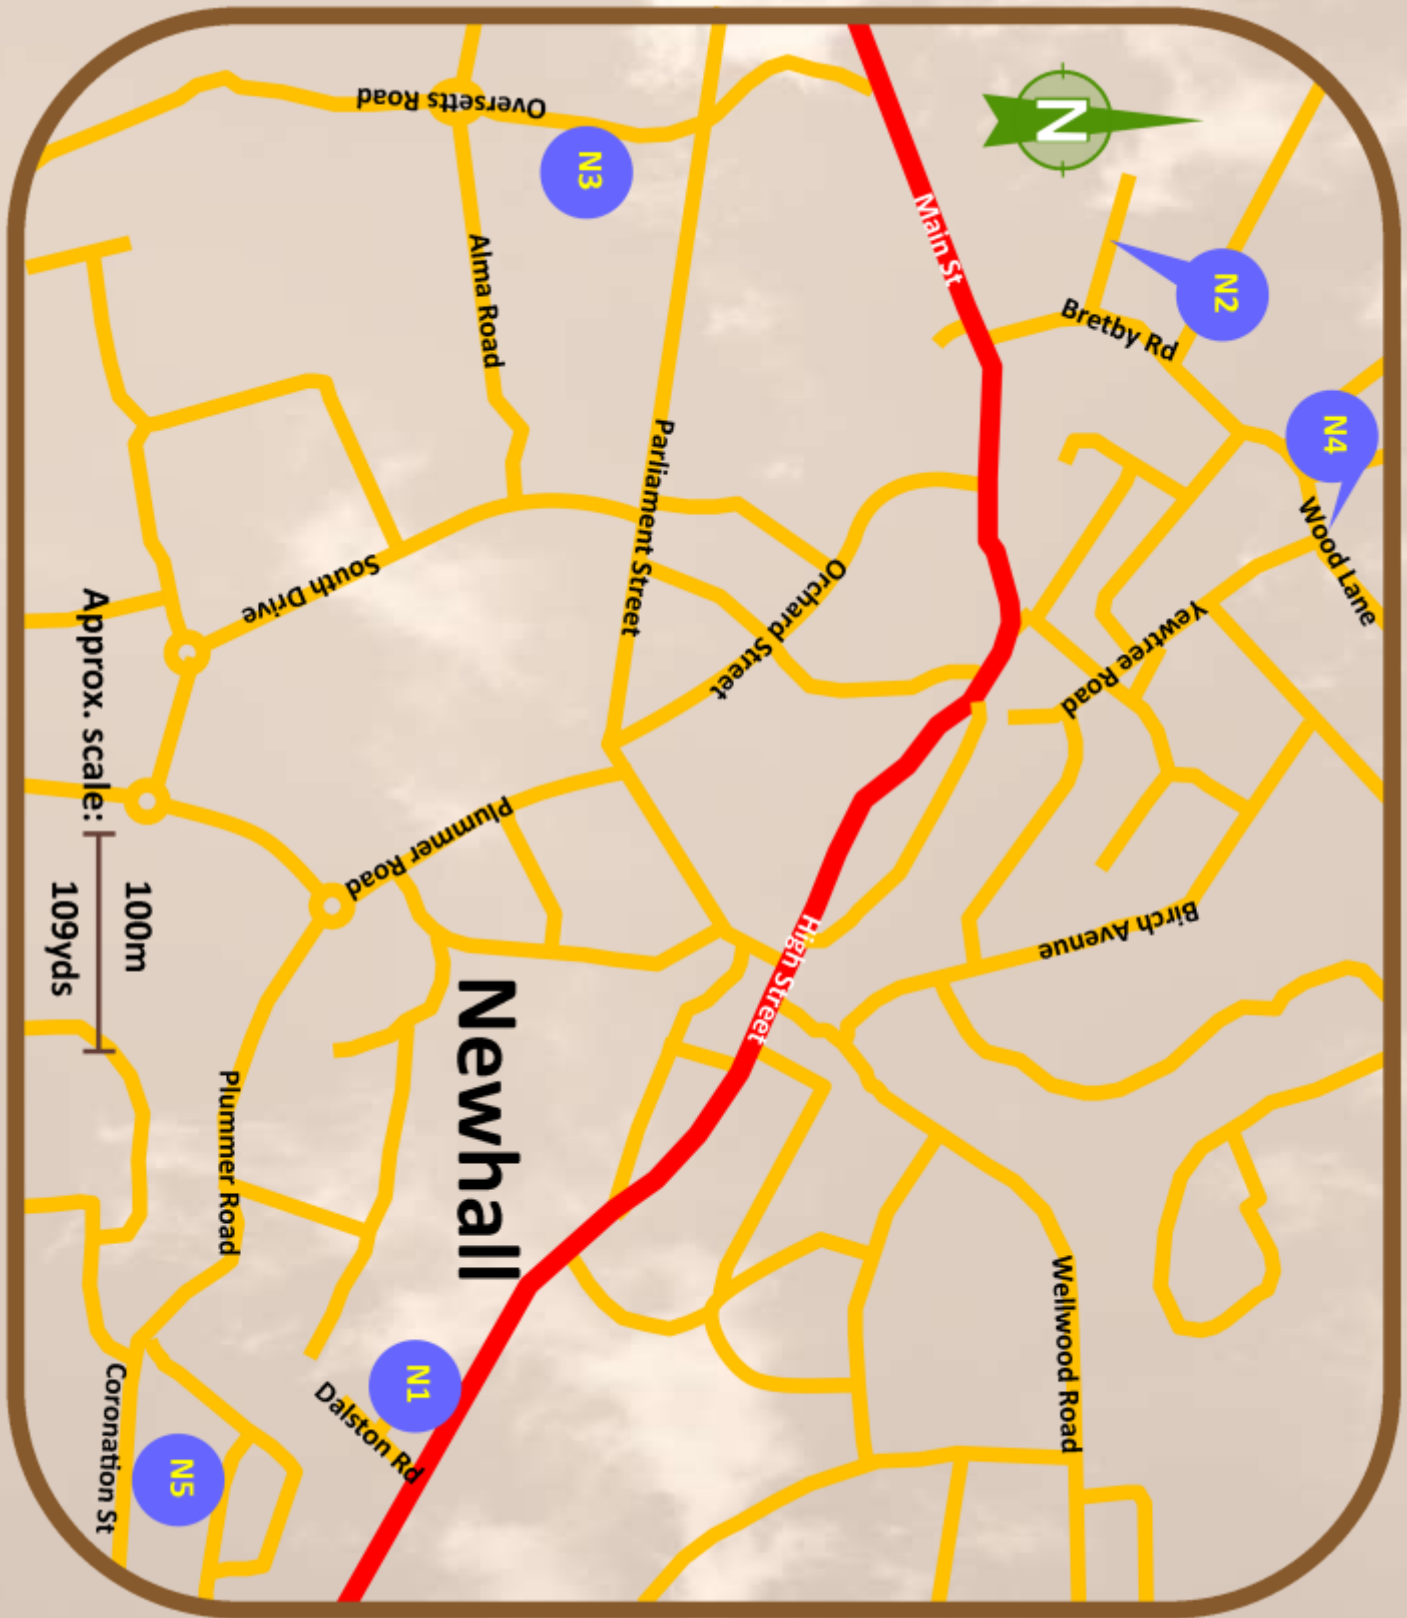 N
N4
N2
Bretby Rd
Wood Lane
Yewtree Road
Birch Avenue
Wellwood Road
Main St
High Street
Orchard Street
Parliament Street
N3
Oversetts Road
Alma Road
South Drive
Plummer Road
Newhall
N1
Dalston Rd
Plummer Road
N5
Coronation St
Approx. scale:
100m
109yds